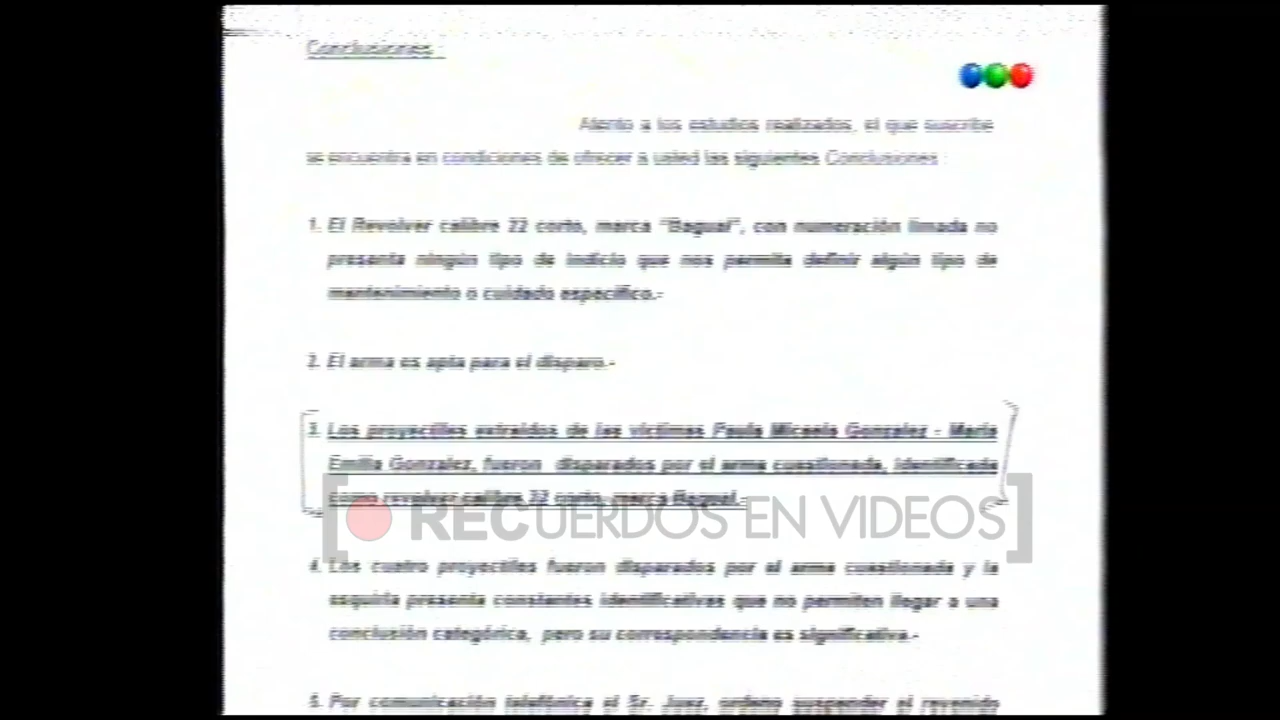 Conclusiones :
Atento a los estudios realizados, el que suscribe
se encuentra en condiciones de ofrecer a usted las siguientes Conclusiones :
1. El Revolver calibre 22 corto, marca "Bagual", con numeración limada no
presenta ningún tipo de indicio que nos permita definir algún tipo de
mantenimiento o cuidado específico.-
2. El arma es apta para el disparo.-
3. Los proyectiles extraídos de las víctimas Paula Micaela Gonzalez - María
Emilia Gonzalez, fueron disparados por el arma cuestionada, identificada
como revolver calibre 22 corto, marca Bagual.-
[RECUERDOS EN VIDEOS]
4. Los cuatro proyectiles fueron disparados por el arma cuestionada y la
esquirla presenta constantes identificativas que no permiten llegar a una
conclusión categórica, pero su correspondencia es significativa.-
5. Por comunicación telefónica el Sr. Juez, ordeno suspender el revenido